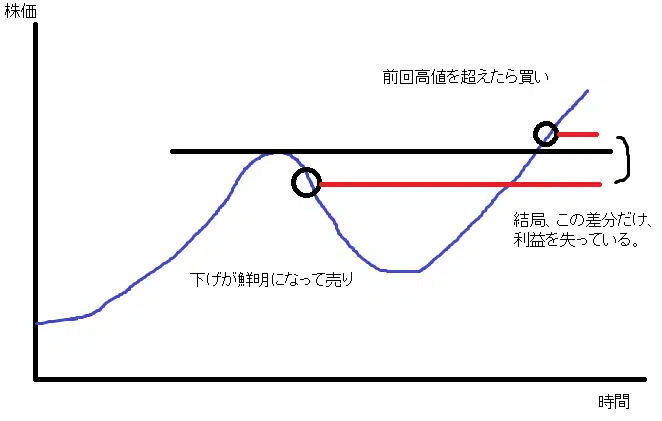 株価
前回高値を超えたら買い
結局、この差分だけ、
利益を失っている。
下げが鮮明になって売り
時間